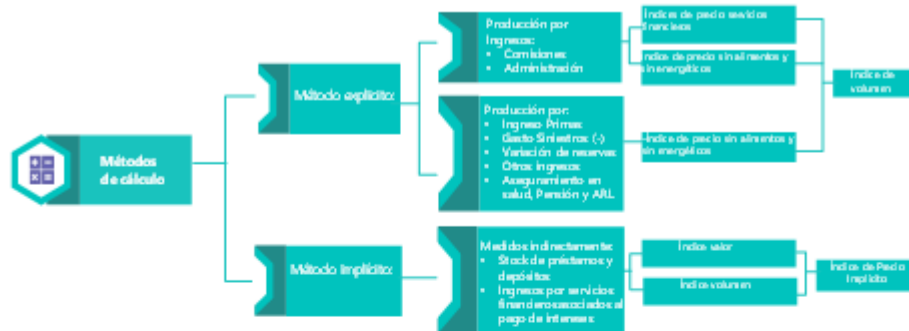 Métodos
de cálculo
Método explícito:
Método Implícito:
Producción por
Ingresos:
• Comisiones
• Administración
Producción por:
• Ingreso Primas
• Gasto Siniestros (-)
• Variación de reservas
• Otros ingresos
• Aseguramiento en
salud, Pensión y ARL
Medidos indirectamente:
• Stock de préstamos y
depósitos
• Ingresos por servicios
financieros asociados al
pago de intereses
Índices de precio servicios
financieros
Índice de precio sin alimentos y
sin energéticos
Índice de precio sin alimentos y
sin energéticos
Índice de
volumen
Índice valor
Índice volumen
Índice de Precio
Implícito